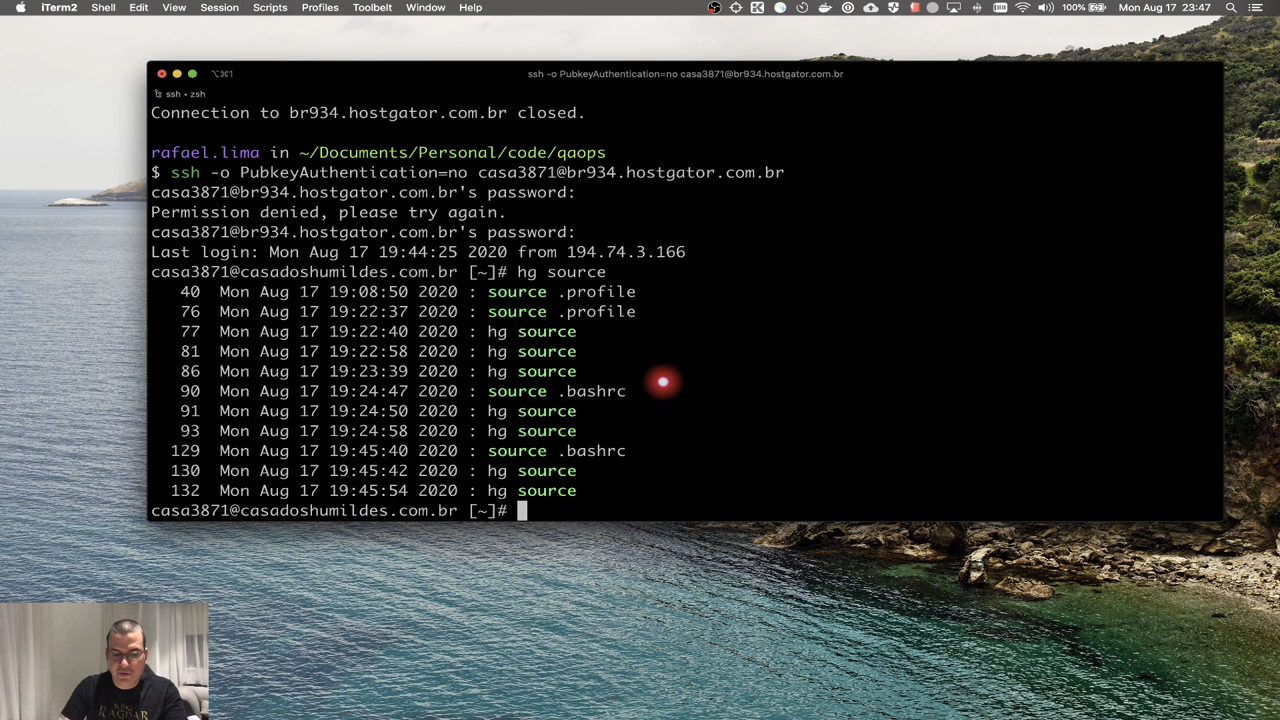 iTerm2 Shell Edit View Session Scripts Profiles Toolbelt Window Help 100% Mon Aug 17 23:47
⌥⌘1 ssh -o PubkeyAuthentication=no casa3871@br934.hostgator.com.br
ssh • zsh
Connection to br934.hostgator.com.br closed.
rafael.lima in ~/Documents/Personal/code/qaops
$ ssh -o PubkeyAuthentication=no casa3871@br934.hostgator.com.br
casa3871@br934.hostgator.com.br's password:
Permission denied, please try again.
casa3871@br934.hostgator.com.br's password:
Last login: Mon Aug 17 19:44:25 2020 from 194.74.3.166
casa3871@casadoshumildes.com.br [~]# hg source
40 Mon Aug 17 19:08:50 2020 : source .profile
76 Mon Aug 17 19:22:37 2020 : source .profile
77 Mon Aug 17 19:22:40 2020 : hg source
81 Mon Aug 17 19:22:58 2020 : hg source
86 Mon Aug 17 19:23:39 2020 : hg source
90 Mon Aug 17 19:24:47 2020 : source .bashrc
91 Mon Aug 17 19:24:50 2020 : hg source
93 Mon Aug 17 19:24:58 2020 : hg source
129 Mon Aug 17 19:45:40 2020 : source .bashrc
130 Mon Aug 17 19:45:42 2020 : hg source
132 Mon Aug 17 19:45:54 2020 : hg source
casa3871@casadoshumildes.com.br [~]#
KING
RAGNAR